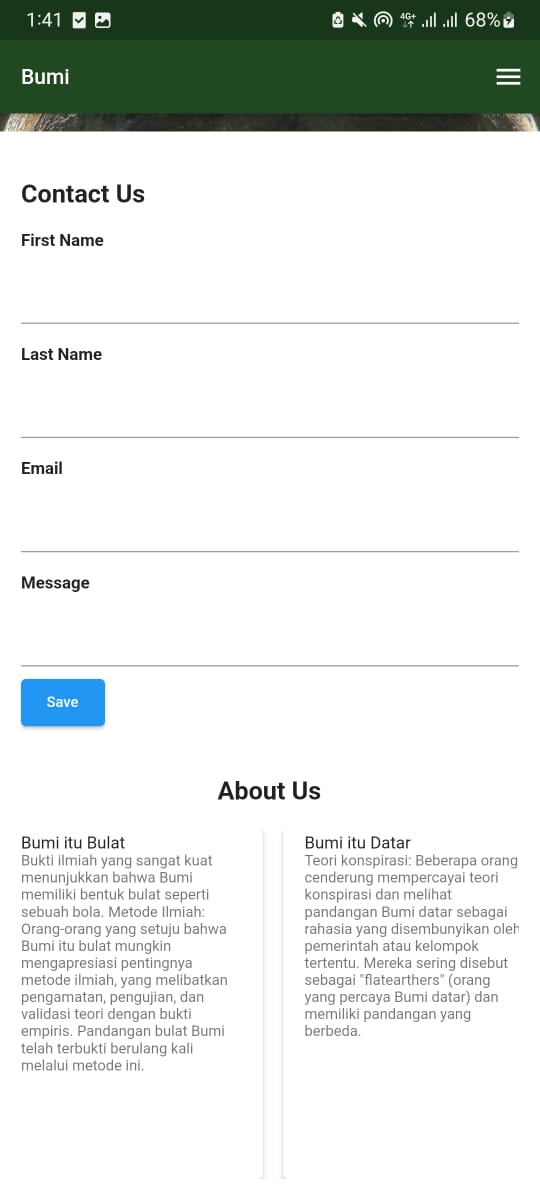 1:41
4G+
68%
Bumi
Contact Us
First Name
Last Name
Email
Message
Save
About Us
Bumi itu Bulat
Bukti ilmiah yang sangat kuat
menunjukkan bahwa Bumi
memiliki bentuk bulat seperti
sebuah bola. Metode Ilmiah:
Orang-orang yang setuju bahwa
Bumi itu bulat mungkin
mengapresiasi pentingnya
metode ilmiah, yang melibatkan
pengamatan, pengujian, dan
validasi teori dengan bukti
empiris. Pandangan bulat Bumi
telah terbukti berulang kali
melalui metode ini.
Bumi itu Datar
Teori konspirasi: Beberapa orang
cenderung mempercayai teori
konspirasi dan melihat
pandangan Bumi datar sebagai
rahasia yang disembunyikan oleh
pemerintah atau kelompok
tertentu. Mereka sering disebut
sebagai "flatearthers" (orang
yang percaya Bumi datar) dan
memiliki pandangan yang
berbeda.